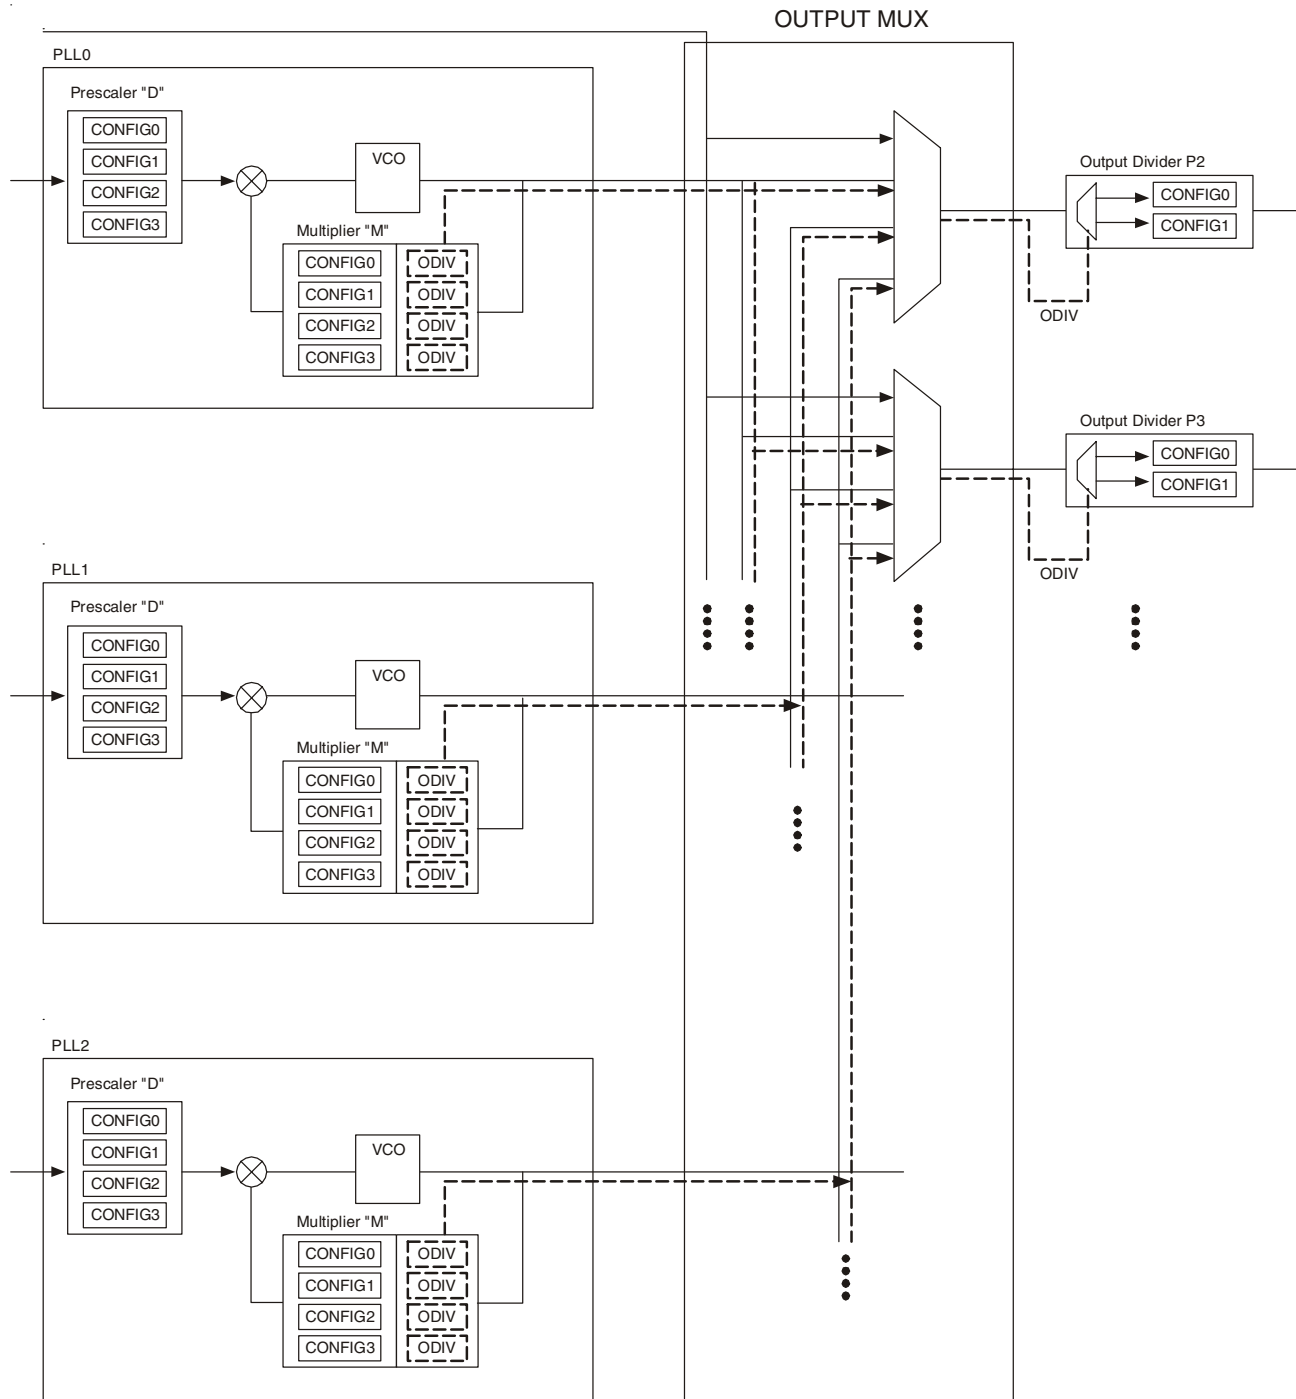 OUTPUT MUX
PLL0
Prescaler "D"
CONFIG0
CONFIG1
CONFIG2
CONFIG3
VCO
Multiplier "M"
CONFIG0 ODIV
CONFIG1 ODIV
CONFIG2 ODIV
CONFIG3 ODIV
Output Divider P2
CONFIG0
CONFIG1
ODIV
Output Divider P3
CONFIG0
CONFIG1
ODIV
PLL1
Prescaler "D"
CONFIG0
CONFIG1
CONFIG2
CONFIG3
VCO
Multiplier "M"
CONFIG0 ODIV
CONFIG1 ODIV
CONFIG2 ODIV
CONFIG3 ODIV
PLL2
Prescaler "D"
CONFIG0
CONFIG1
CONFIG2
CONFIG3
VCO
Multiplier "M"
CONFIG0 ODIV
CONFIG1 ODIV
CONFIG2 ODIV
CONFIG3 ODIV